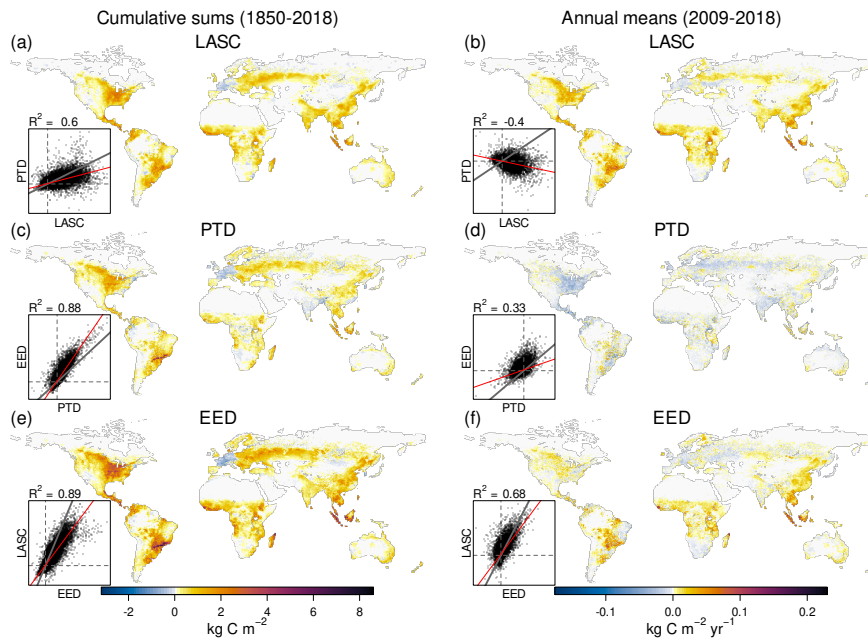 Cumulative sums (1850-2018)
Annual means (2009-2018)
(a)
LASC
R² = 0.6
PTD
LASC
(b)
LASC
R² = -0.4
PTD
LASC
(c)
PTD
R² = 0.88
EED
PTD
(d)
PTD
R² = 0.33
EED
PTD
(e)
EED
R² = 0.89
LASC
EED
(f)
EED
R² = 0.68
LASC
EED
-2 0 2 4 6 8
kg C m⁻²
-0.1 0.0 0.1 0.2
kg C m⁻² yr⁻¹